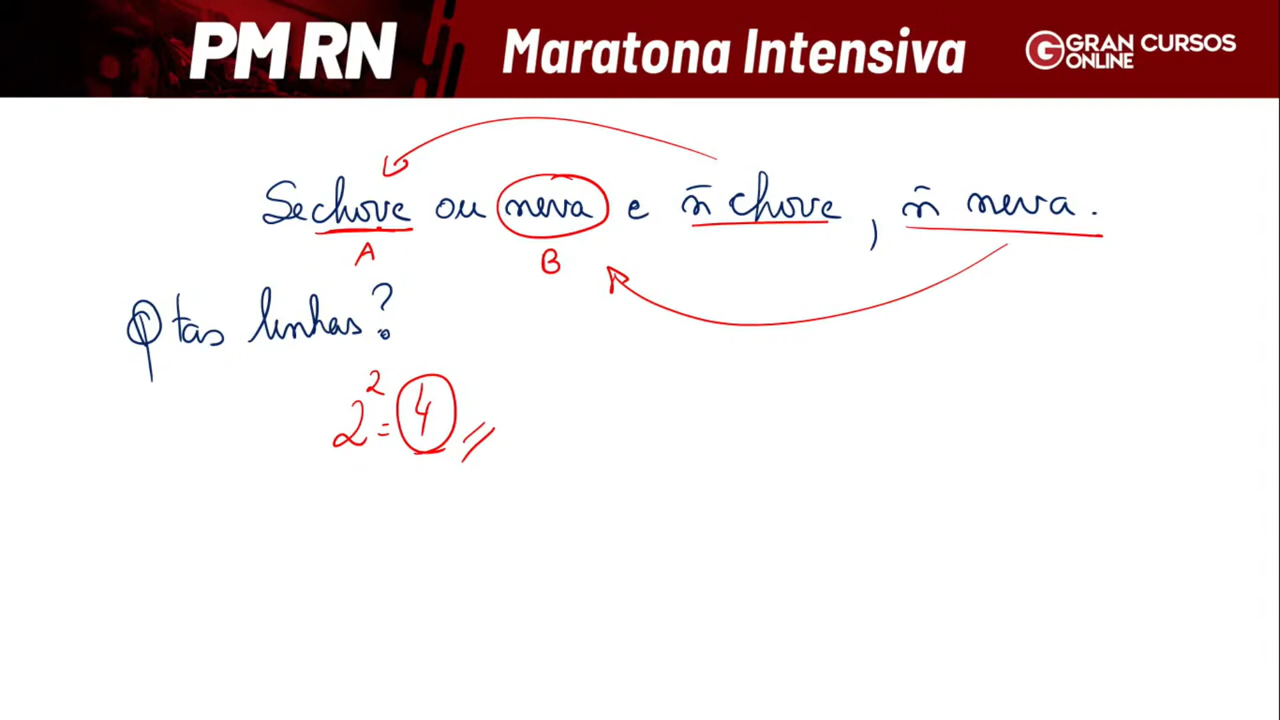 PM RN
Maratona Intensiva
GRAN CURSOS
ONLINE
Se chove ou neva e ñ chove, ñ neva.
A
B
Qtas linhas?
2² = 4